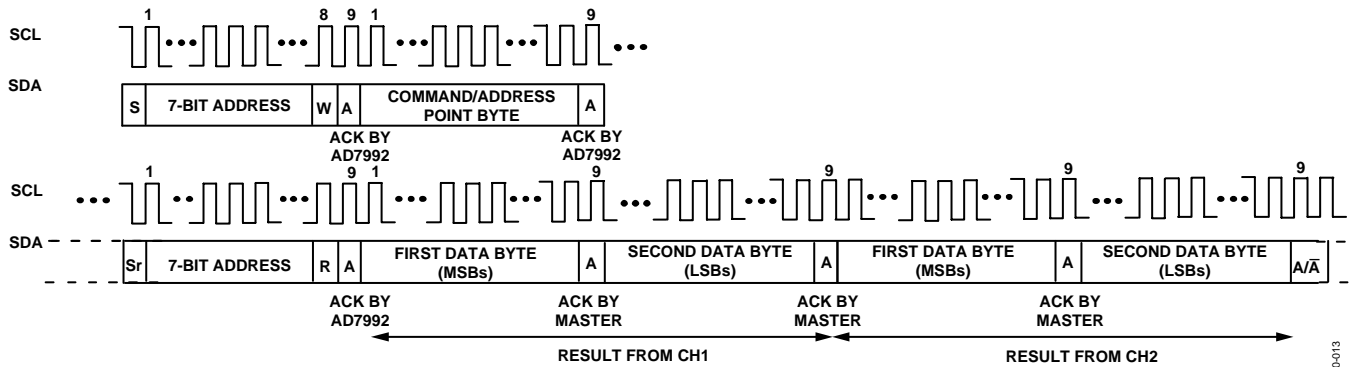 1 8 9 1 9
SCL
SDA
S 7-BIT ADDRESS W A COMMAND/ADDRESS POINT BYTE A
ACK BY AD7992 ACK BY AD7992
1 9 1 9 9 9 9
SCL
SDA
Sr 7-BIT ADDRESS R A FIRST DATA BYTE (MSBs) A SECOND DATA BYTE (LSBs) A FIRST DATA BYTE (MSBs) A SECOND DATA BYTE (LSBs) A/A̅
ACK BY AD7992 ACK BY MASTER ACK BY MASTER ACK BY MASTER
RESULT FROM CH1 RESULT FROM CH2
0-013